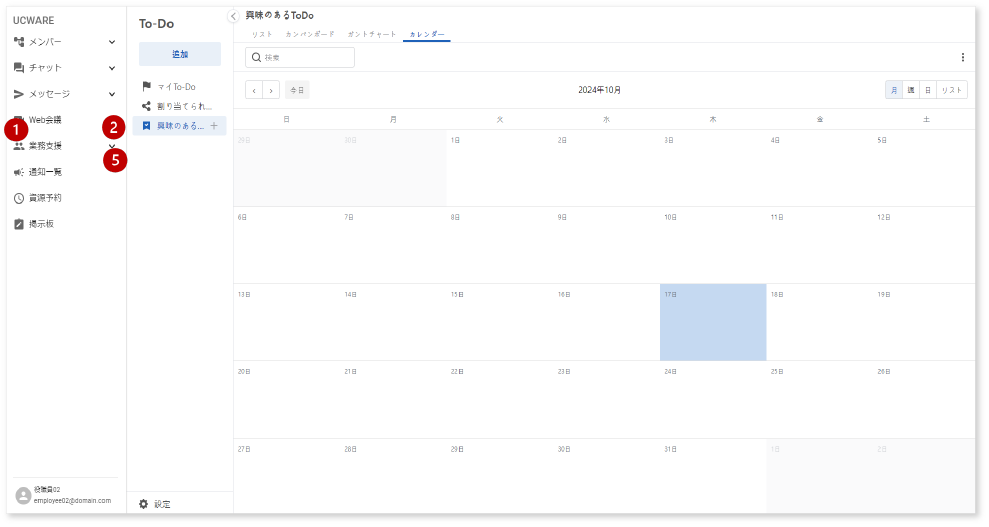 UCWARE
メンバー
チャット
メッセージ
Web会議
業務支援
通知一覧
資源予約
掲示板
1
2
5
役職員02
employee02@domain.com
To-Do
追加
マイTo-Do
割り当てられ...
興味のある... +
設定
興味のあるToDo
リスト カンバンボード ガントチャート カレンダー
検索
‹ › 今日 2024年10月 月 週 日 リスト
日 月 火 水 木 金 土
29日 30日 1日 2日 3日 4日 5日
6日 7日 8日 9日 10日 11日 12日
13日 14日 15日 16日 17日 18日 19日
20日 21日 22日 23日 24日 25日 26日
27日 28日 29日 30日 31日 1日 2日